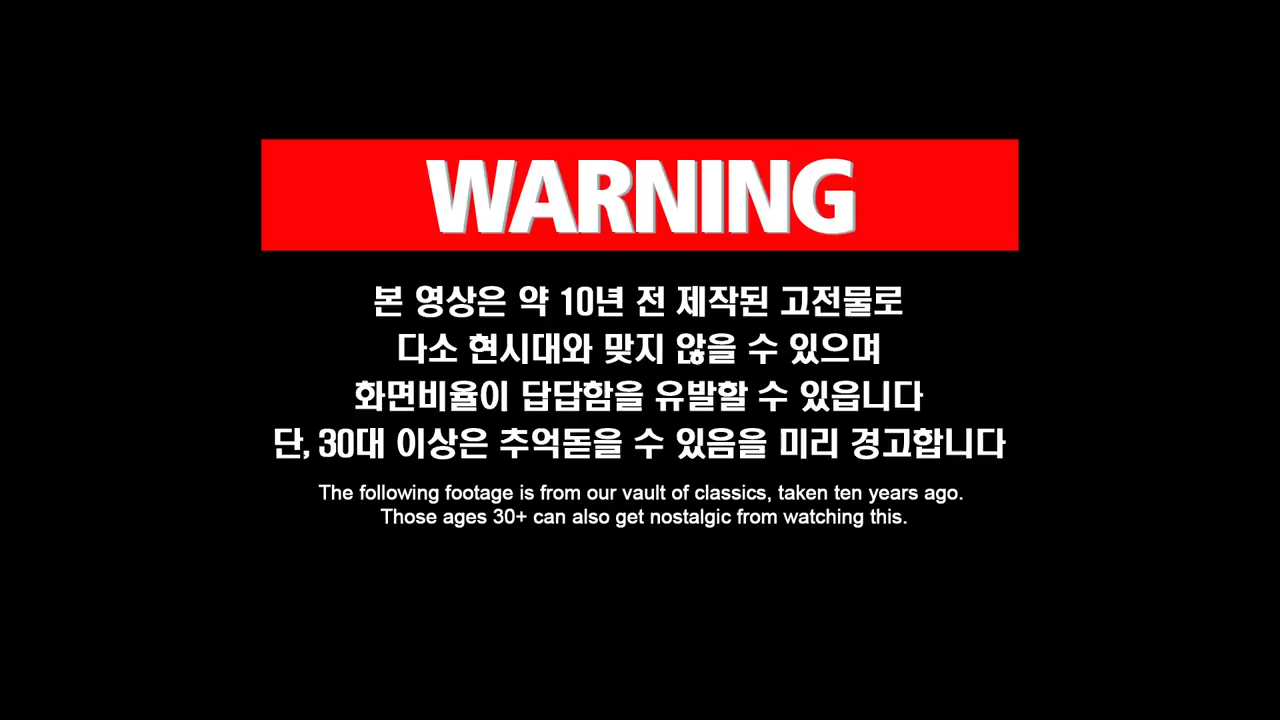 WARNING
본 영상은 약 10년 전 제작된 고전물로
다소 현시대와 맞지 않을 수 있으며
화면비율이 답답함을 유발할 수 있읍니다
단, 30대 이상은 추억돋을 수 있음을 미리 경고합니다
The following footage is from our vault of classics, taken ten years ago.
Those ages 30+ can also get nostalgic from watching this.